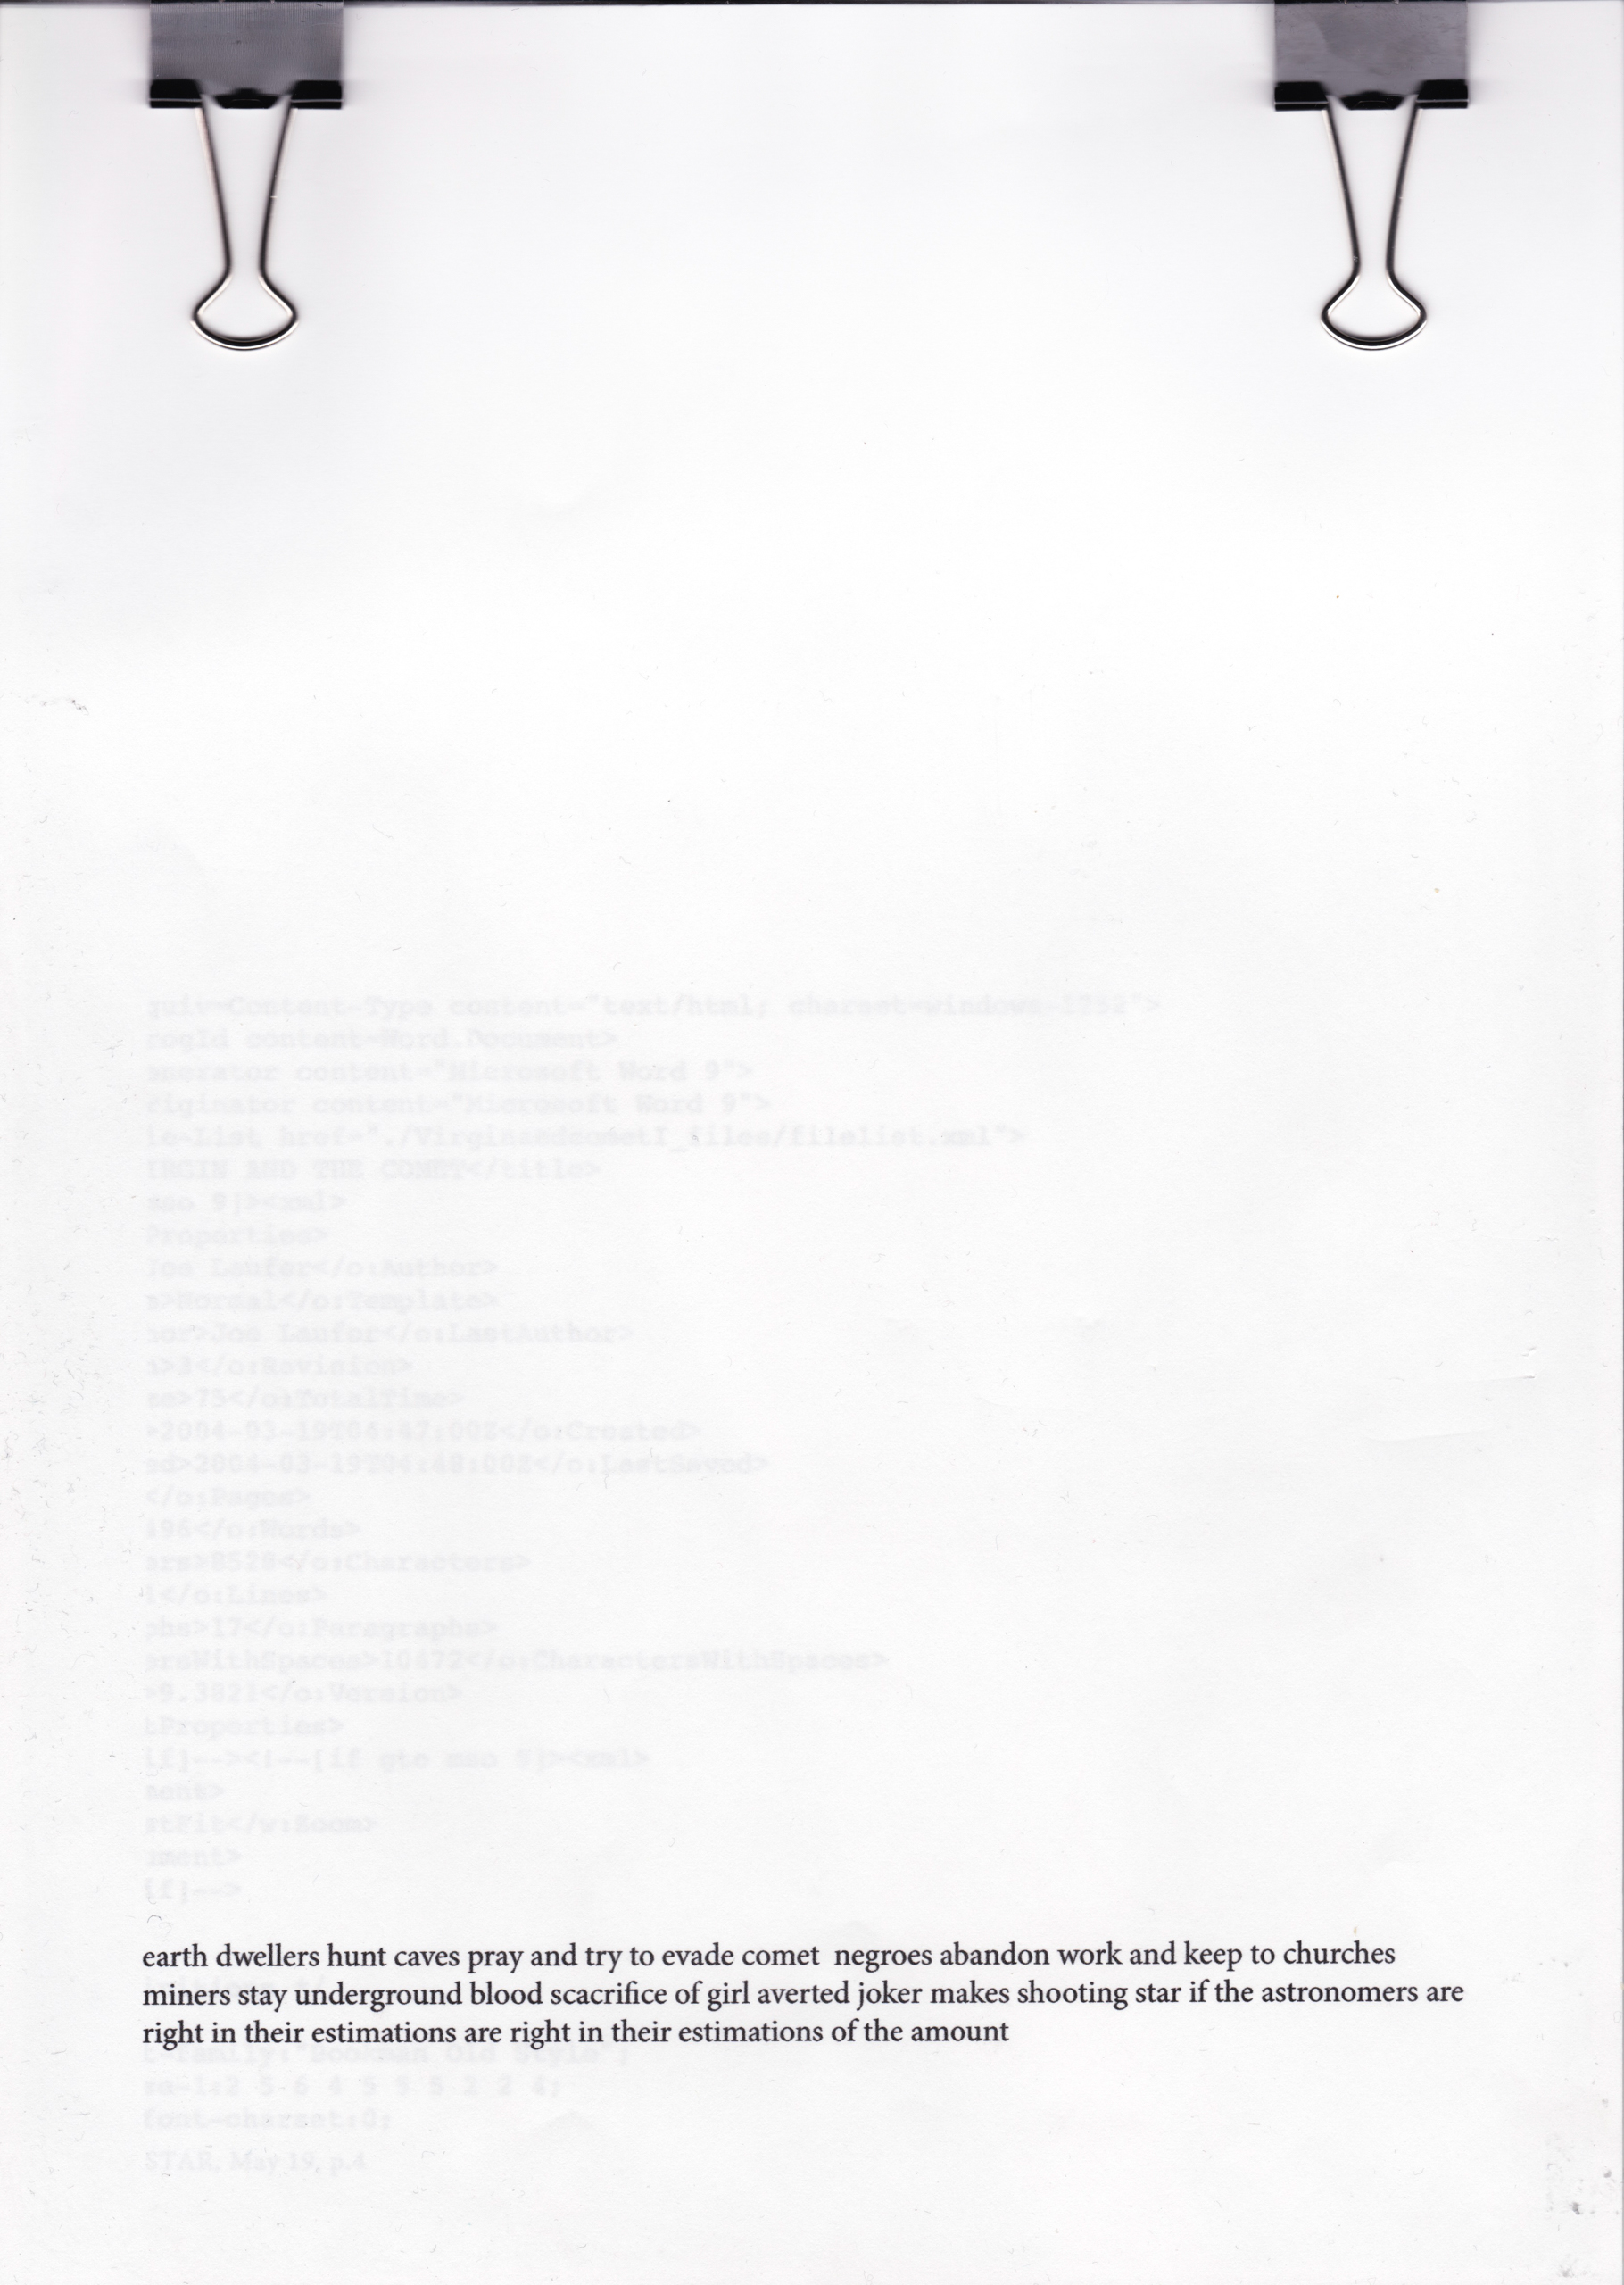 quiv=Content-Type content="text/html; charset=windows-1252">
rogId content=Word.Document>
enerator content="Microsoft Word 9">
riginator content="Microsoft Word 9">
le-List href="./VirginandcometI_files/filelist.xml">
IRGIN AND THE COMET</title>
mso 9]><xml>
Properties>
Joe Laufer</o:Author>
e>Normal</o:Template>
hor>Joe Laufer</o:LastAuthor>
n>3</o:Revision>
me>75</o:TotalTime>
>2004-03-19T04:47:00Z</o:Created>
ed>2004-03-19T04:48:00Z</o:LastSaved>
</o:Pages>
496</o:Words>
ers>8528</o:Characters>
1</o:Lines>
phs>17</o:Paragraphs>
ersWithSpaces>10472</o:CharactersWithSpaces>
>9.3821</o:Version>
tProperties>
if]--><!--[if gte mso 9]><xml>
ment>
stFit</w:Zoom>
ument>
if]-->
earth dwellers hunt caves pray and try to evade comet  negroes abandon work and keep to churches
miners stay underground blood scacrifice of girl averted joker makes shooting star if the astronomers are
right in their estimations are right in their estimations of the amount
t-family:"Bookman Old Style";
se-1:2 5 6 4 5 5 5 2 2 4;
font-charset:0;
STAR, May 19, p.4